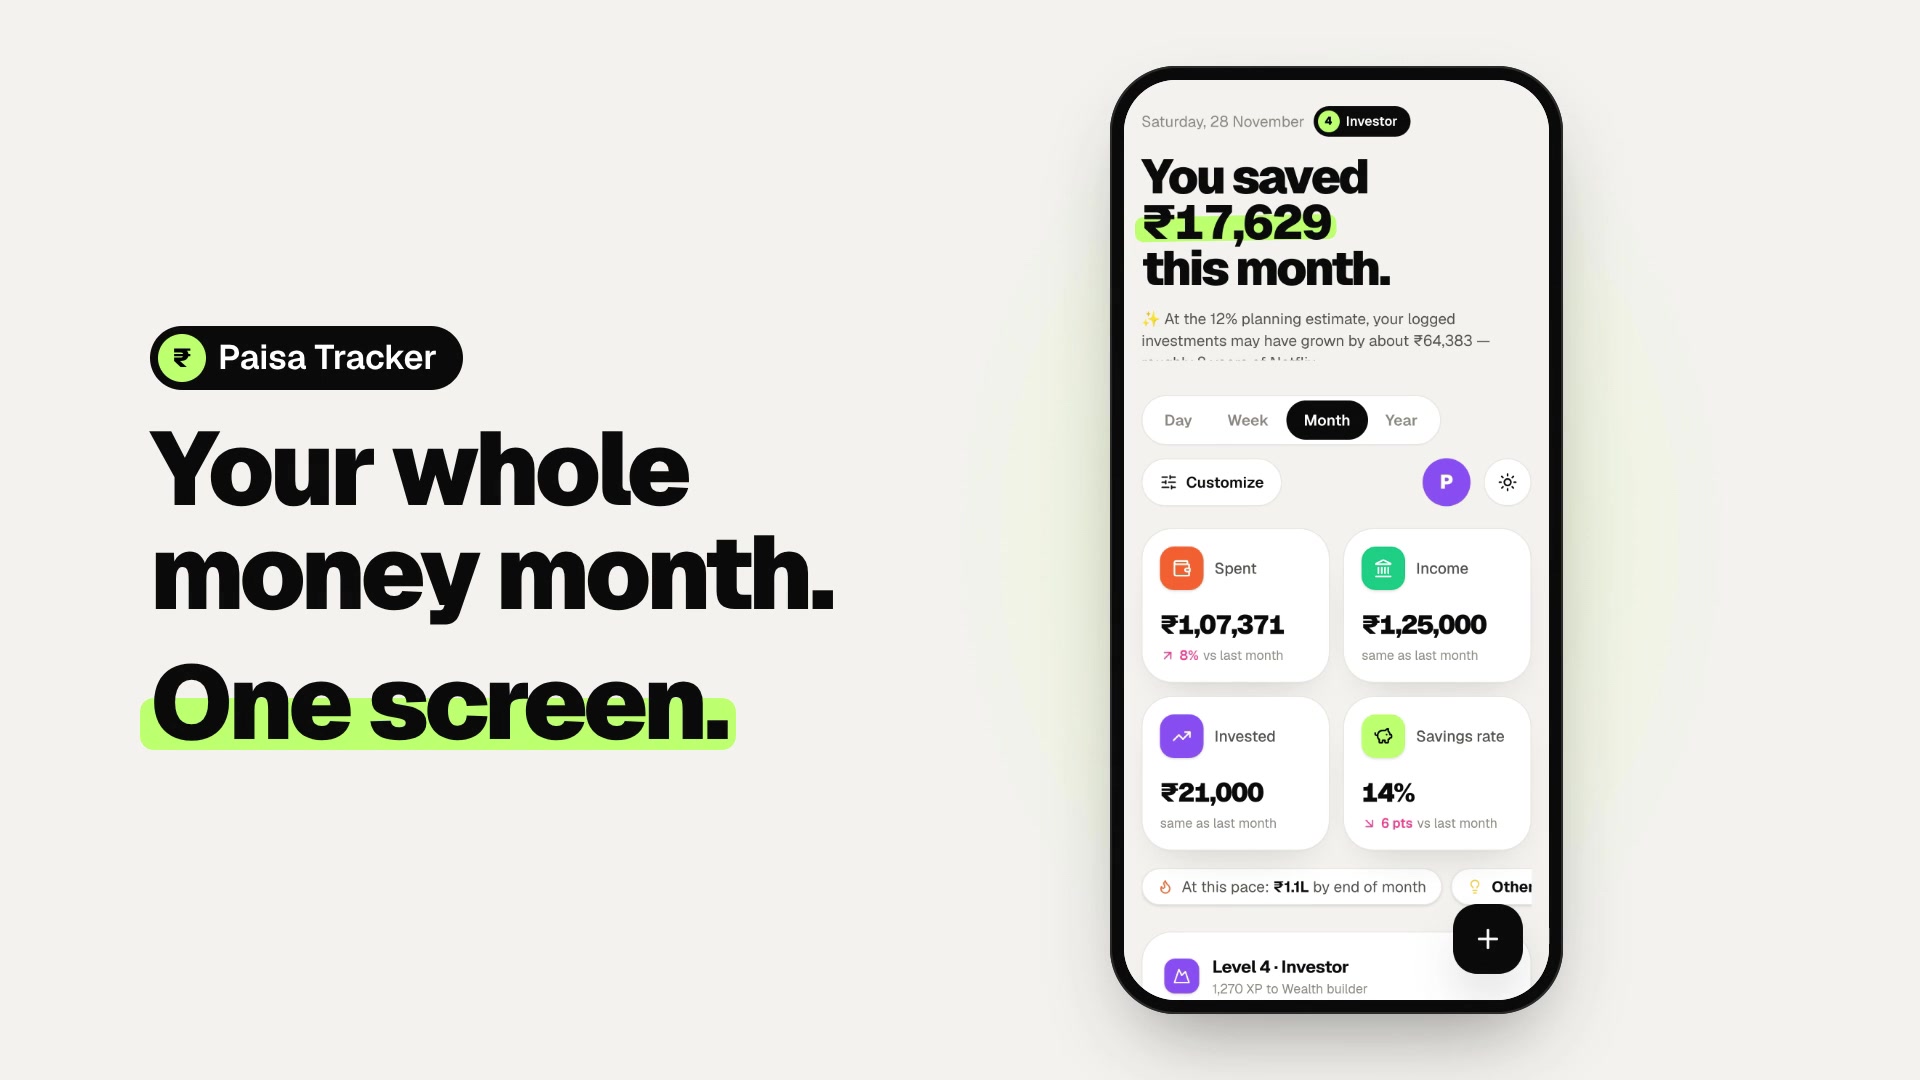 ₹ Paisa Tracker
Your whole
money month.
One screen.
Saturday, 28 November
4 Investor
You saved
₹17,629
this month.
✨ At the 12% planning estimate, your logged
investments may have grown by about ₹64,383 —
Day Week Month Year
Customize
P
Spent
₹1,07,371
↗ 8% vs last month
Income
₹1,25,000
same as last month
Invested
₹21,000
same as last month
Savings rate
14%
↘ 6 pts vs last month
At this pace: ₹1.1L by end of month
Other
+
Level 4 · Investor
1,270 XP to Wealth builder